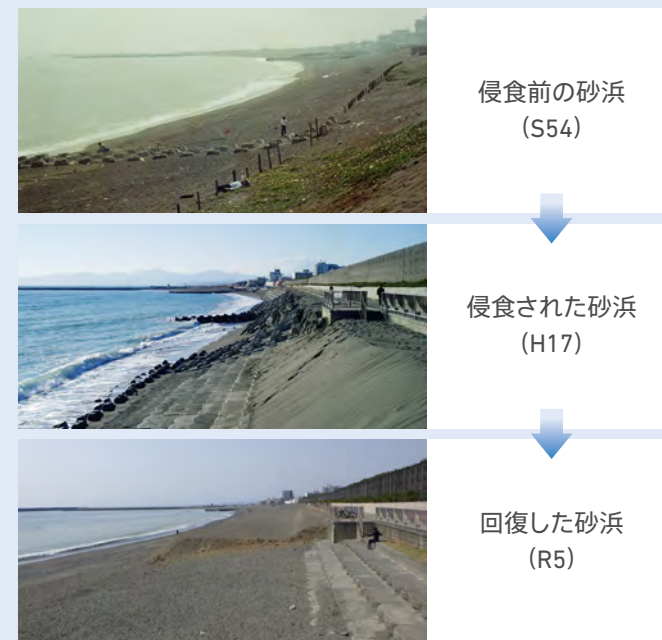 侵食前の砂浜
(S54)
侵食された砂浜
(H17)
回復した砂浜
(R5)